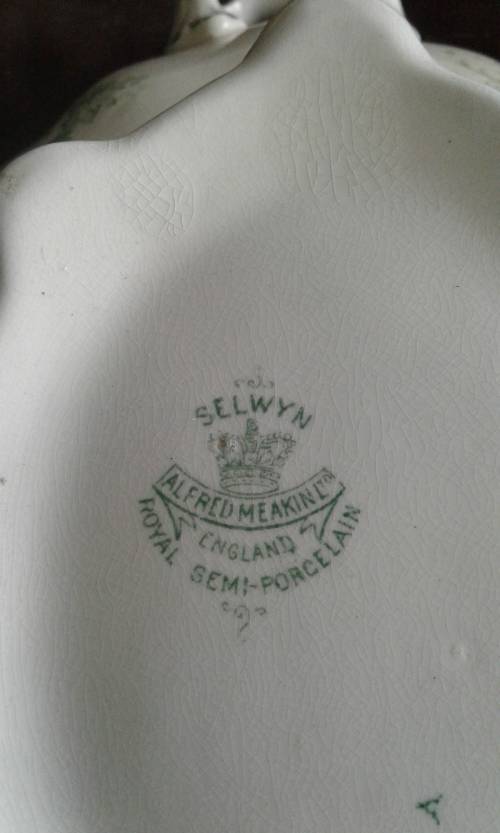 SELWYN
ALFRED MEAKIN LTD
ENGLAND
ROYAL SEMI-PORCELAIN